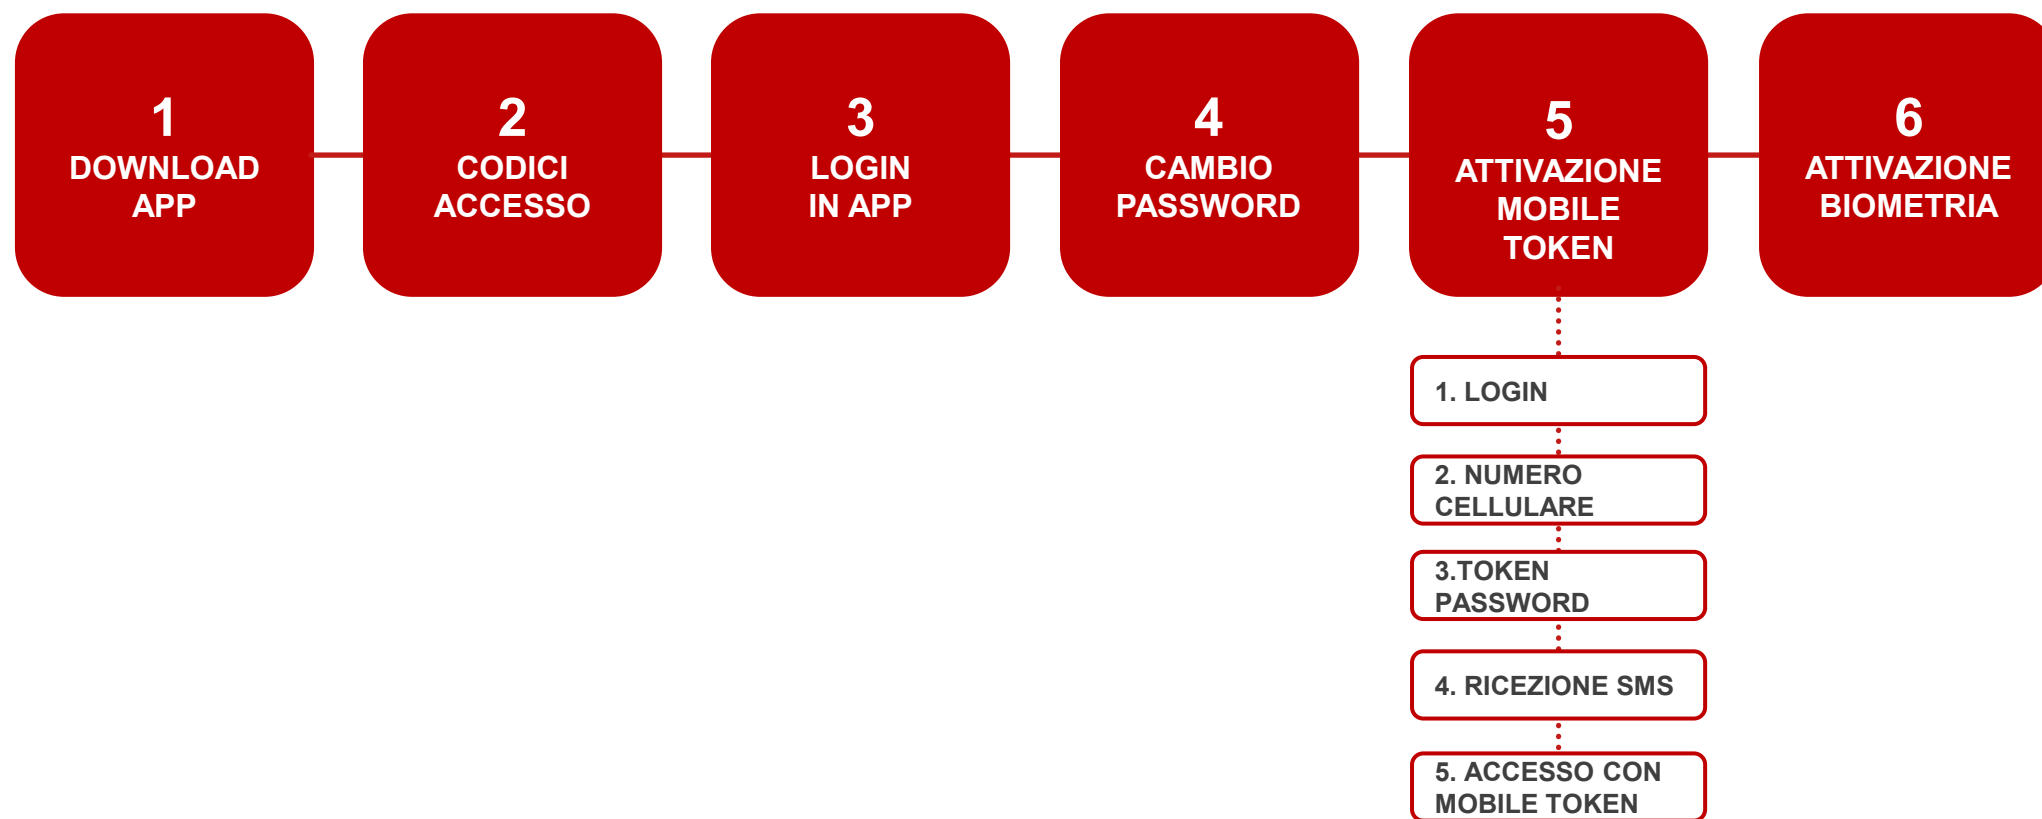 1
DOWNLOAD
APP
2
CODICI
ACCESSO
3
LOGIN
IN APP
4
CAMBIO
PASSWORD
5
ATTIVAZIONE
MOBILE
TOKEN
6
ATTIVAZIONE
BIOMETRIA
1. LOGIN
2. NUMERO
CELLULARE
3.TOKEN
PASSWORD
4. RICEZIONE SMS
5. ACCESSO CON
MOBILE TOKEN